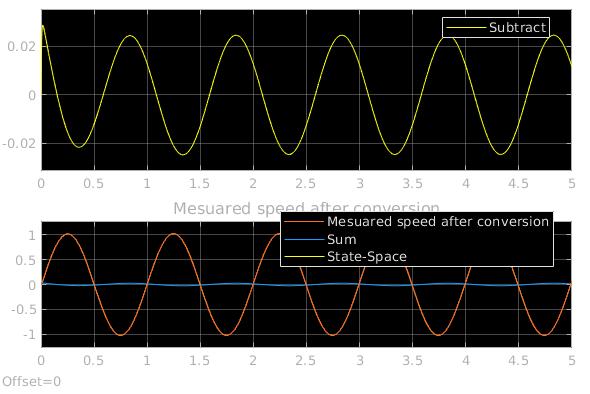 Subtract
0.02
0
-0.02
0 0.5 1 1.5 2 2.5 3 3.5 4 4.5 5
Mesuared speed after conversion
Mesuared speed after conversion
Sum
State-Space
1
0.5
0
-0.5
-1
0 0.5 1 1.5 2 2.5 3 3.5 4 4.5 5
Offset=0